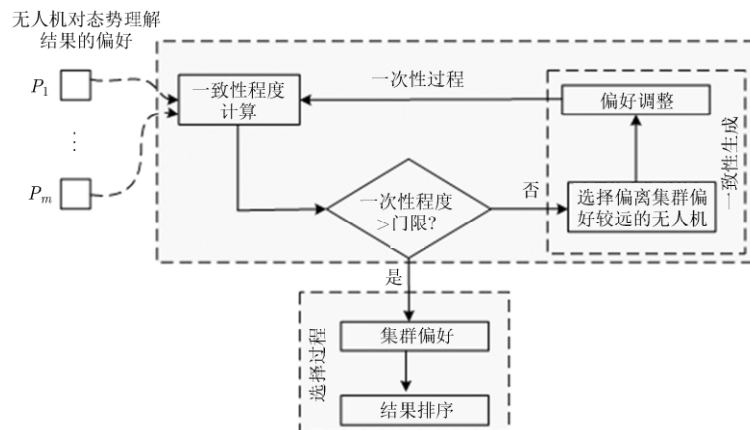 无人机对态势理解
结果的偏好
P1
⋮
Pm
一致性程度
计算
一次性过程
偏好调整
一致性生成
一次性程度
>门限?
否
选择偏离集群偏
好较远的无人机
是
选择过程
集群偏好
结果排序